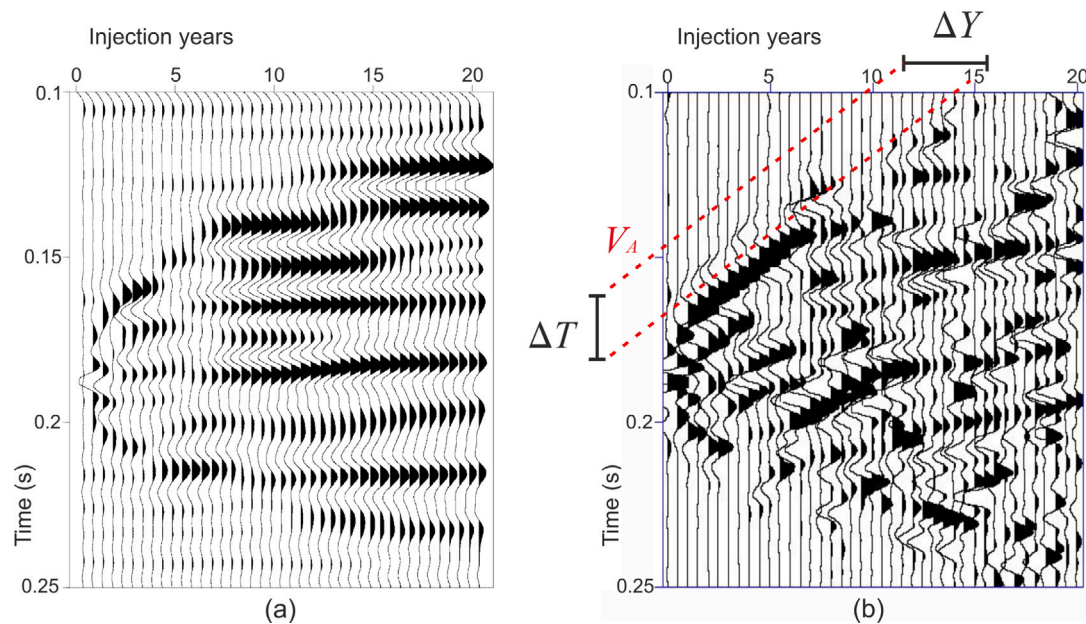 Injection years
0 5 10 15 20
0.1
0.15
0.2
0.25
Time (s)
(a)
Injection years
ΔY
0 5 10 15 20
0.1
0.15
0.2
0.25
V_A
ΔT
Time (s)
(b)